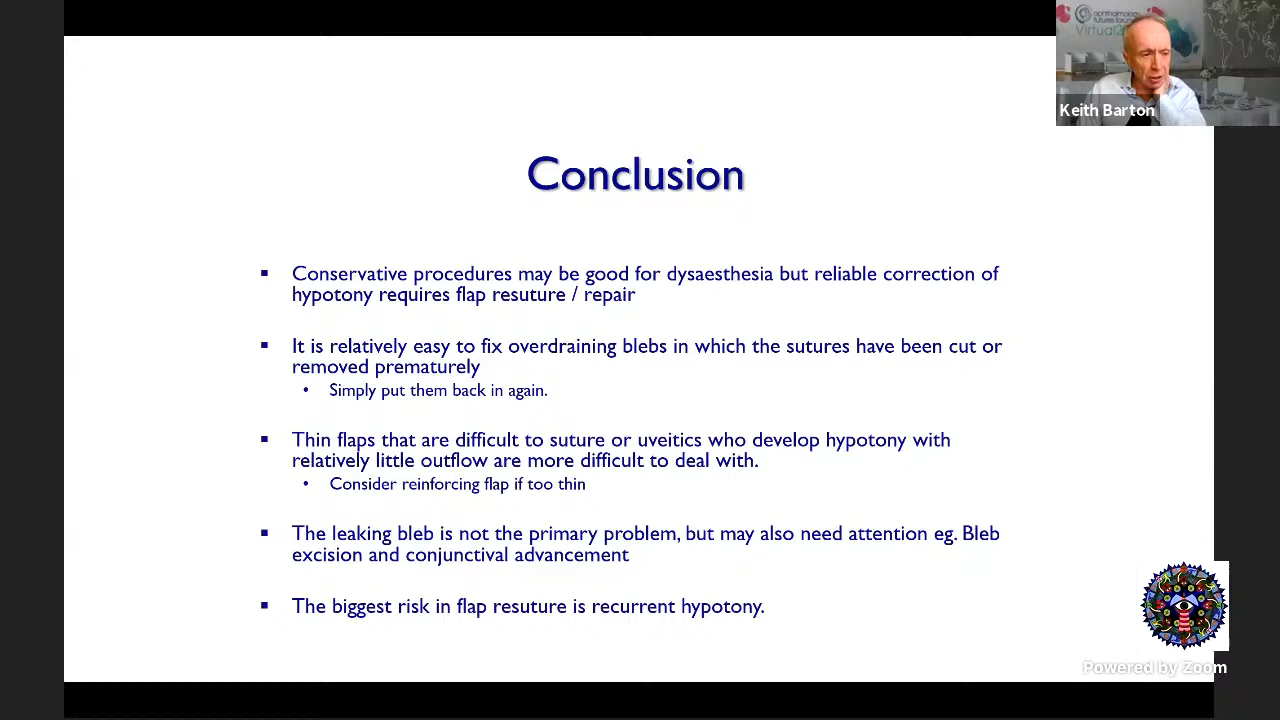 ophthalmology
futures forum
Virtual
Keith Barton
Conclusion
▪ Conservative procedures may be good for dysaesthesia but reliable correction of
hypotony requires flap resuture / repair
▪ It is relatively easy to fix overdraining blebs in which the sutures have been cut or
removed prematurely
• Simply put them back in again.
▪ Thin flaps that are difficult to suture or uveitics who develop hypotony with
relatively little outflow are more difficult to deal with.
• Consider reinforcing flap if too thin
▪ The leaking bleb is not the primary problem, but may also need attention eg. Bleb
excision and conjunctival advancement
▪ The biggest risk in flap resuture is recurrent hypotony.
Powered by Zoom